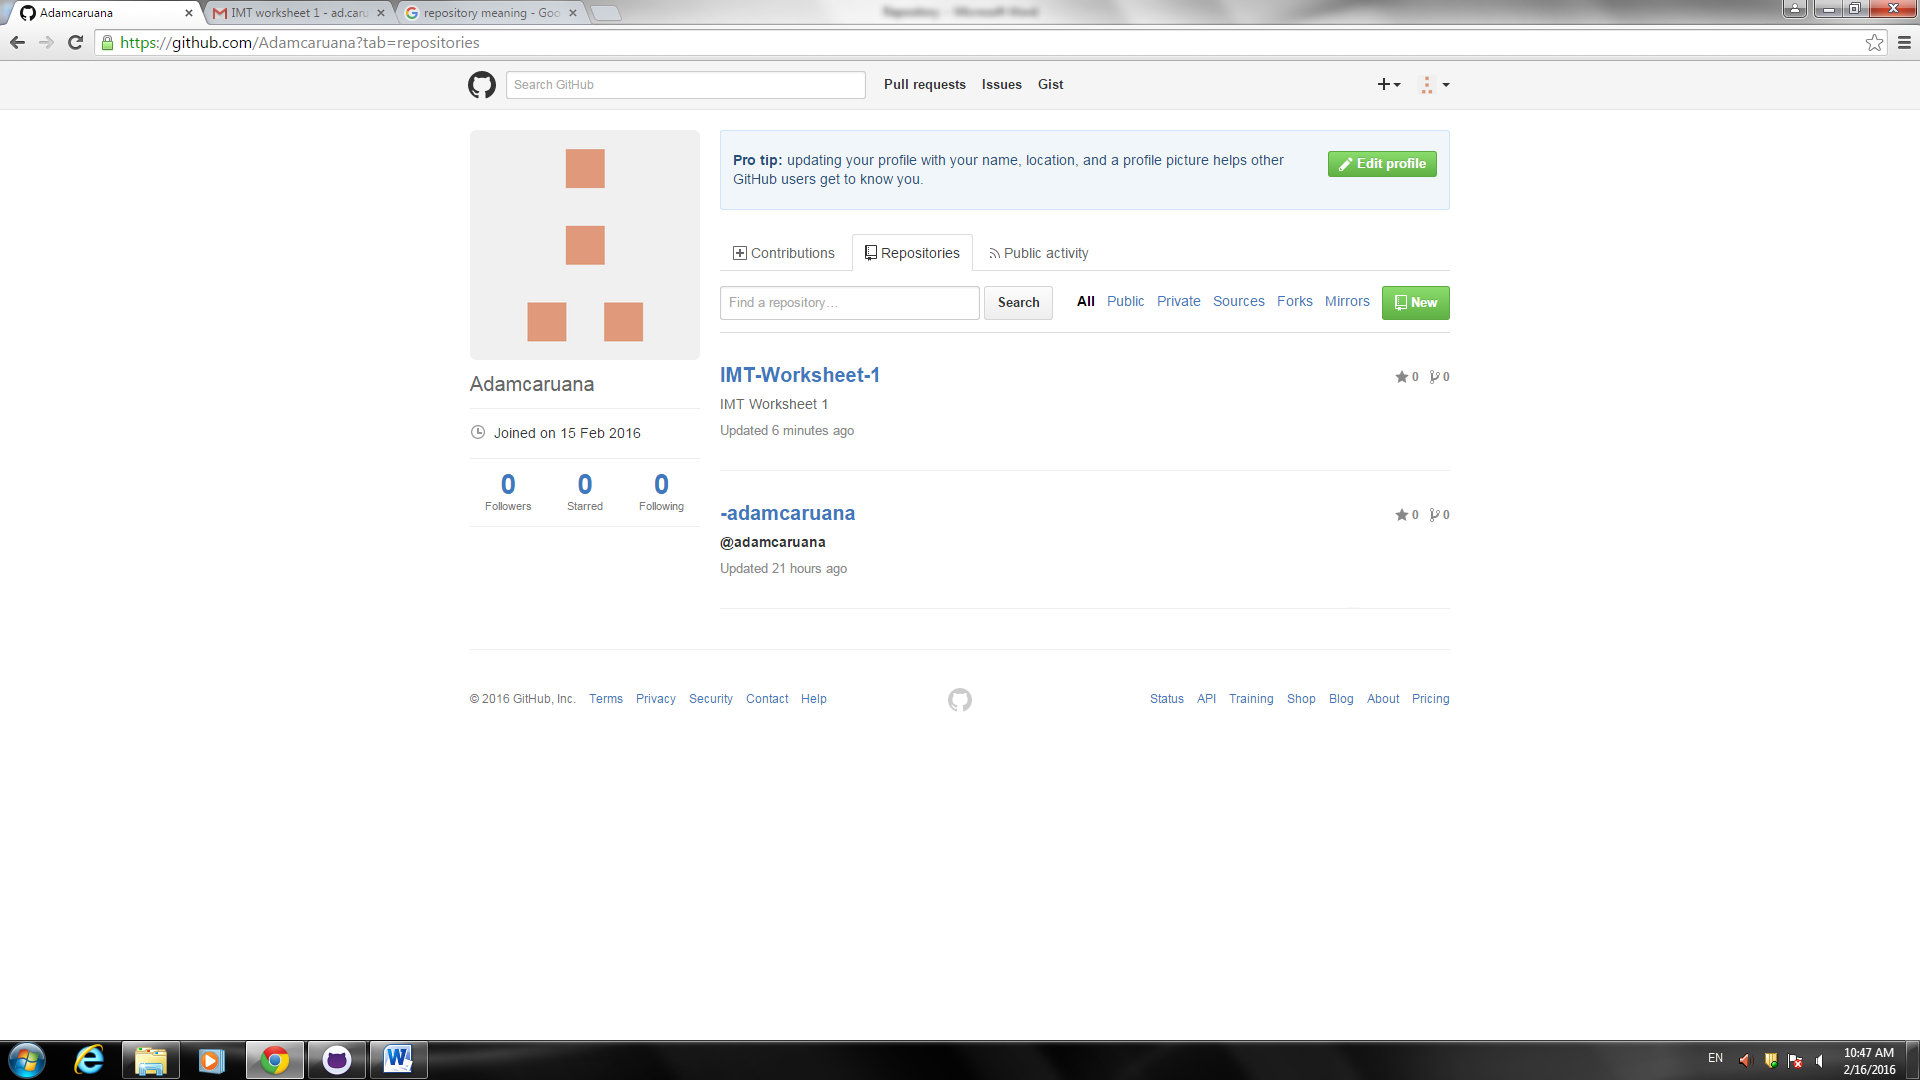 Adamcaruana
IMT worksheet 1 - ad.caru
repository meaning - Goo
Repository - Microsoft Word
https://github.com/Adamcaruana?tab=repositories
Search GitHub
Pull requests
Issues
Gist
Pro tip: updating your profile with your name, location, and a profile picture helps other
GitHub users get to know you.
Edit profile
Contributions
Repositories
Public activity
Find a repository…
Search
All
Public
Private
Sources
Forks
Mirrors
New
Adamcaruana
Joined on 15 Feb 2016
0
Followers
0
Starred
0
Following
IMT-Worksheet-1
0
0
IMT Worksheet 1
Updated 6 minutes ago
-adamcaruana
0
0
@adamcaruana
Updated 21 hours ago
© 2016 GitHub, Inc.
Terms
Privacy
Security
Contact
Help
Status
API
Training
Shop
Blog
About
Pricing
EN
10:47 AM
2/16/2016